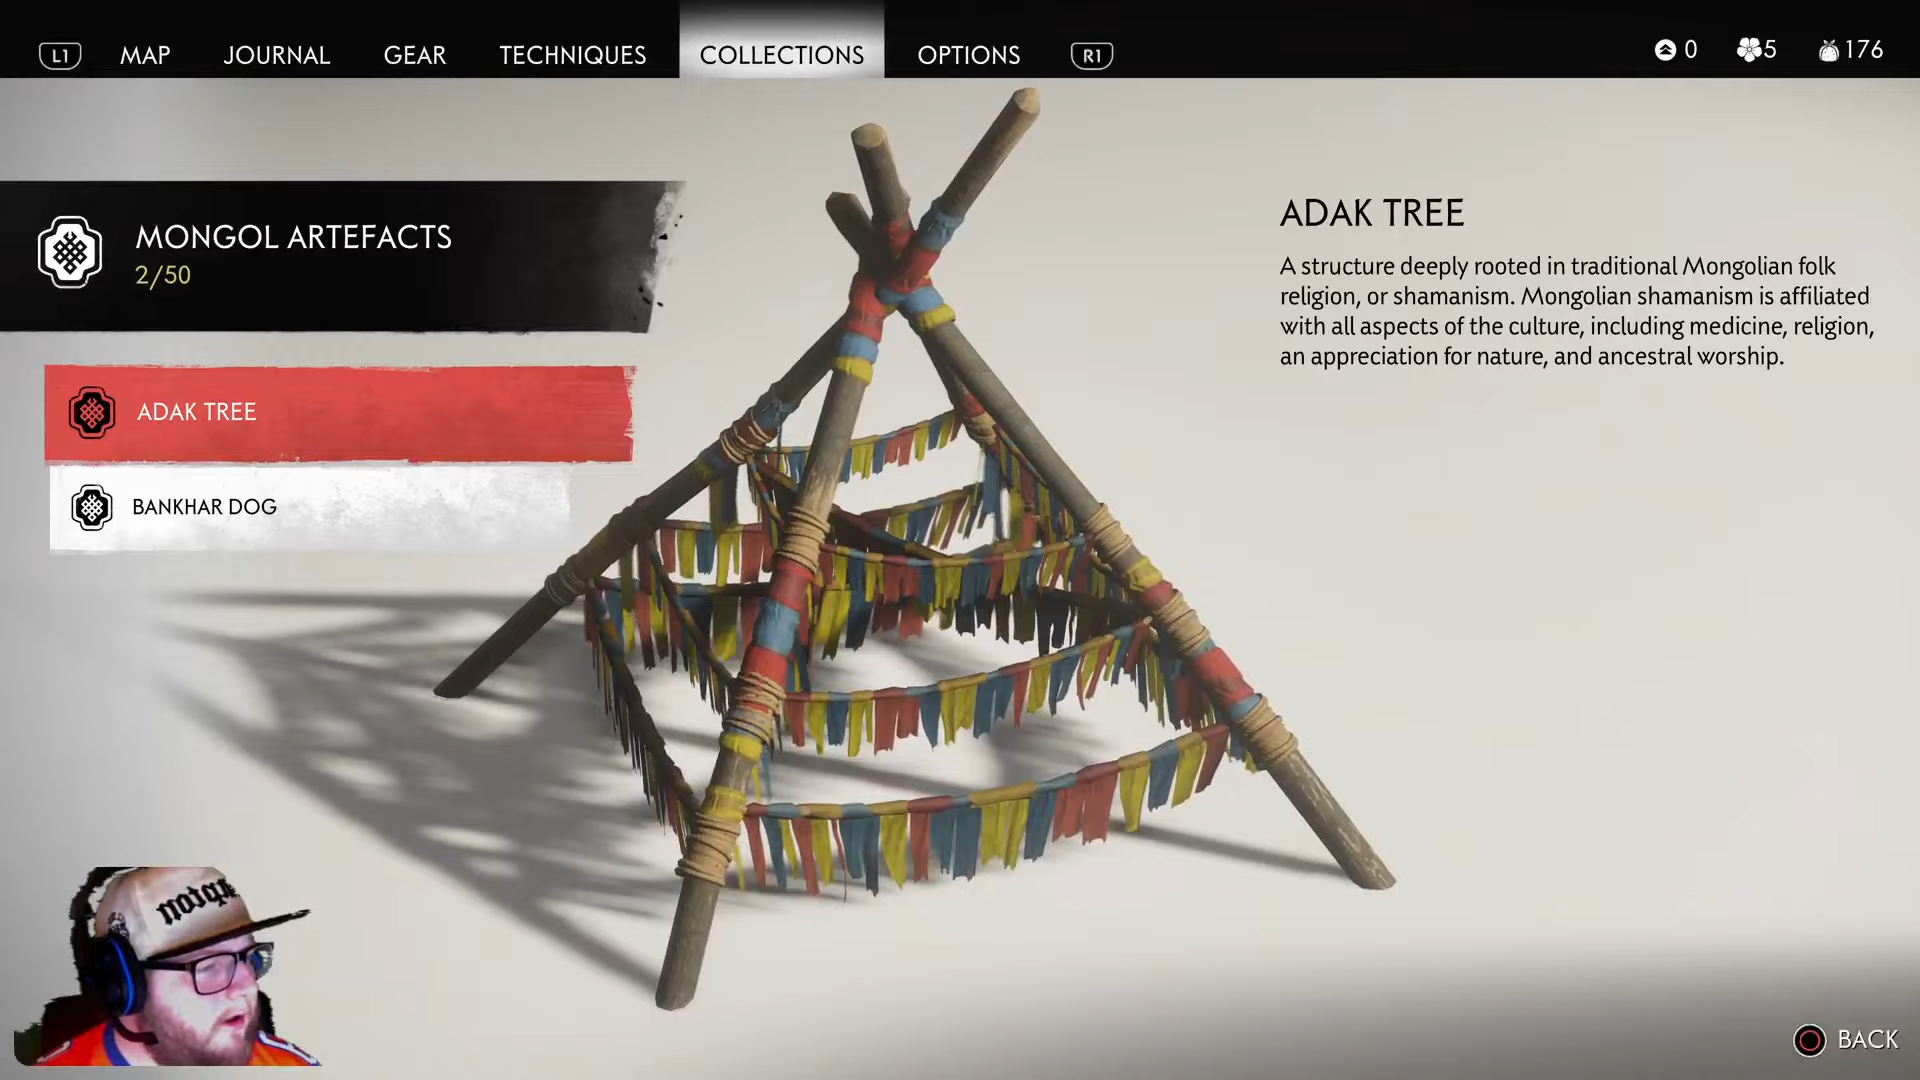 L1 MAP JOURNAL GEAR TECHNIQUES COLLECTIONS OPTIONS R1 0 5 176
MONGOL ARTEFACTS
2/50
ADAK TREE
BANKHAR DOG
ADAK TREE
A structure deeply rooted in traditional Mongolian folk
religion, or shamanism. Mongolian shamanism is affiliated
with all aspects of the culture, including medicine, religion,
an appreciation for nature, and ancestral worship.
BACK